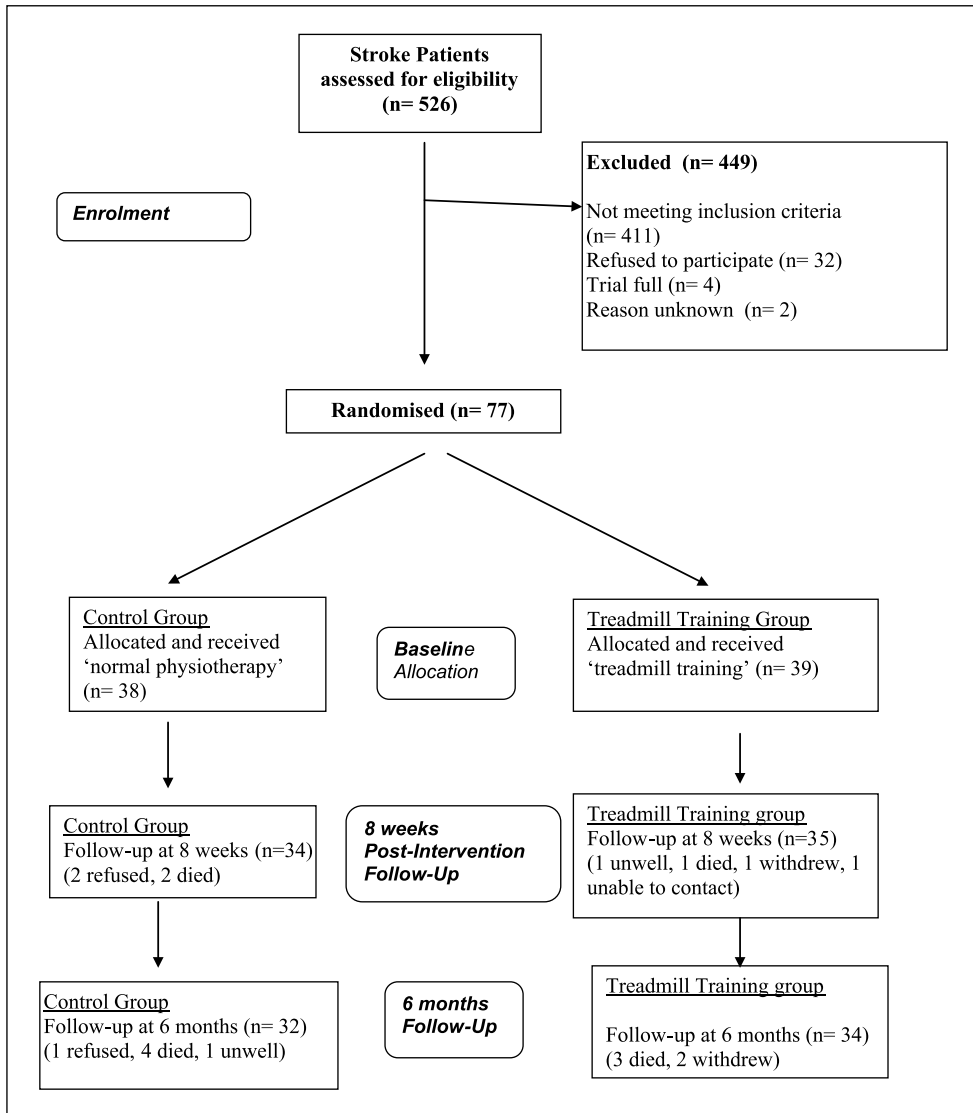 Stroke Patients
assessed for eligibility
(n= 526)
Excluded (n= 449)
Not meeting inclusion criteria
(n= 411)
Refused to participate (n= 32)
Trial full (n= 4)
Reason unknown (n= 2)
Enrolment
Randomised (n= 77)
Control Group
Allocated and received
‘normal physiotherapy’
(n= 38)
Baseline
Allocation
Treadmill Training Group
Allocated and received
‘treadmill training’ (n= 39)
Control Group
Follow-up at 8 weeks (n=34)
(2 refused, 2 died)
8 weeks
Post-Intervention
Follow-Up
Treadmill Training group
Follow-up at 8 weeks (n=35)
(1 unwell, 1 died, 1 withdrew, 1
unable to contact)
Control Group
Follow-up at 6 months (n= 32)
(1 refused, 4 died, 1 unwell)
6 months
Follow-Up
Treadmill Training group
Follow-up at 6 months (n= 34)
(3 died, 2 withdrew)